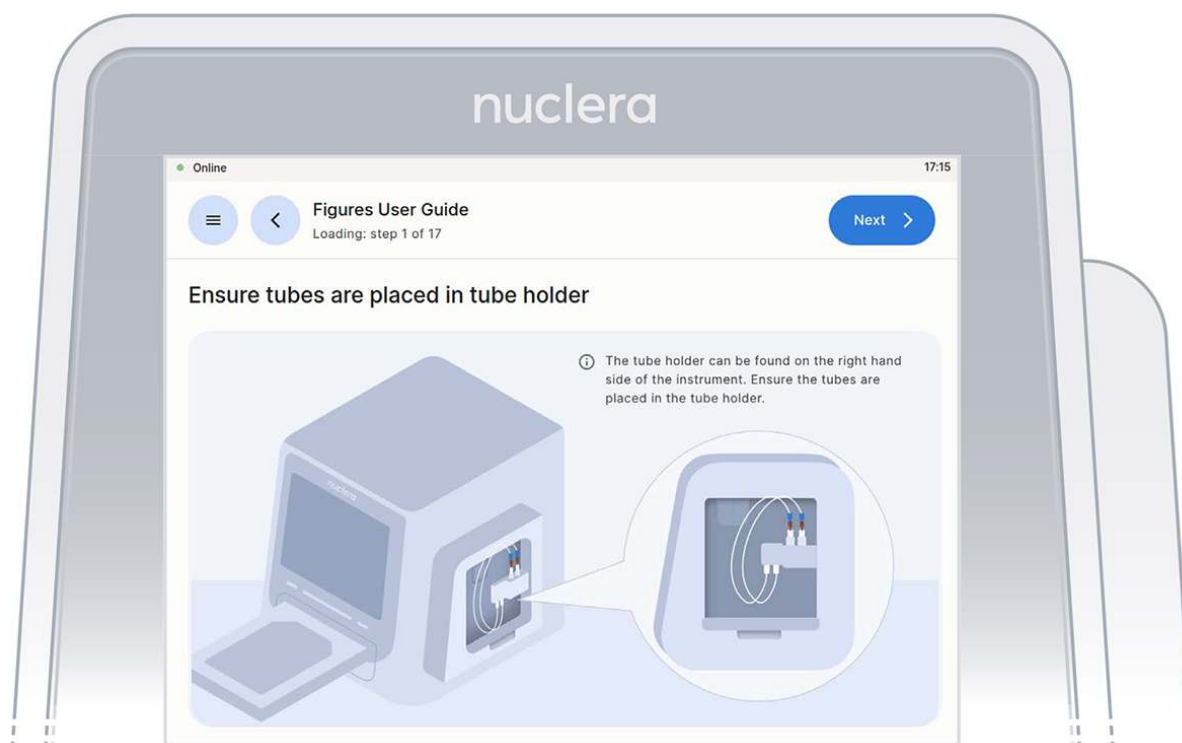 nuclera
Online
17:15
Figures User Guide
Loading: step 1 of 17
Next
Ensure tubes are placed in tube holder
The tube holder can be found on the right hand
side of the instrument. Ensure the tubes are
placed in the tube holder.
nuclera